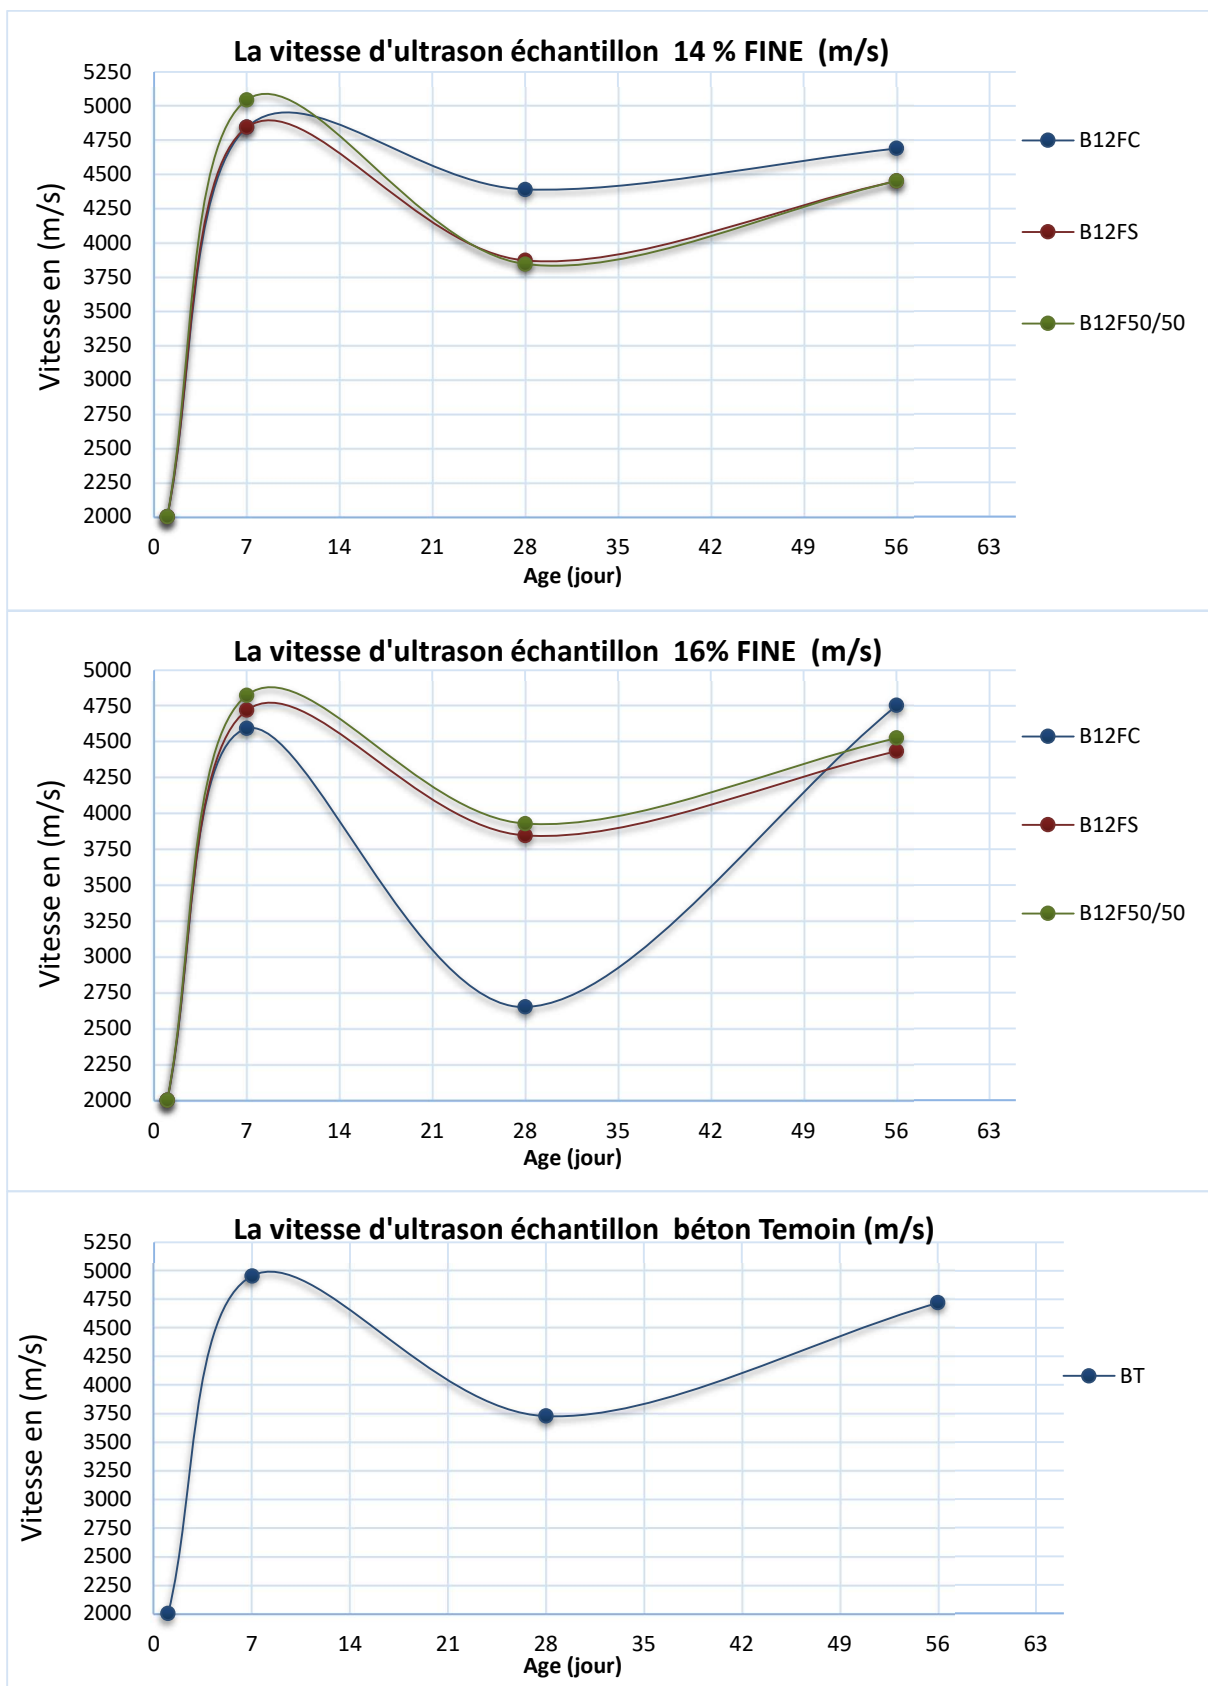 La vitesse d'ultrason échantillon 14 % FINE (m/s)
5250
5000
4750
4500
4250
4000
3750
3500
3250
3000
2750
2500
2250
2000
Vitesse en (m/s)
0 7 14 21 28 35 42 49 56 63
Age (jour)
B12FC
B12FS
B12F50/50
La vitesse d'ultrason échantillon 16% FINE (m/s)
5000
4750
4500
4250
4000
3750
3500
3250
3000
2750
2500
2250
2000
Vitesse en (m/s)
0 7 14 21 28 35 42 49 56 63
Age (jour)
B12FC
B12FS
B12F50/50
La vitesse d'ultrason échantillon béton Temoin (m/s)
5250
5000
4750
4500
4250
4000
3750
3500
3250
3000
2750
2500
2250
2000
Vitesse en (m/s)
0 7 14 21 28 35 42 49 56 63
Age (jour)
BT